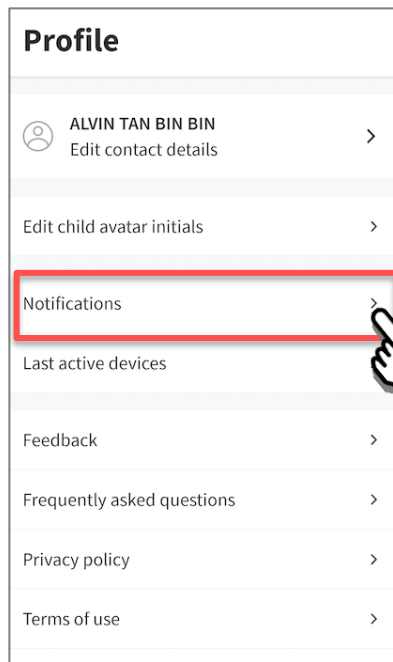 Profile
ALVIN TAN BIN BIN
Edit contact details
Edit child avatar initials
Notifications
Last active devices
Feedback
Frequently asked questions
Privacy policy
Terms of use